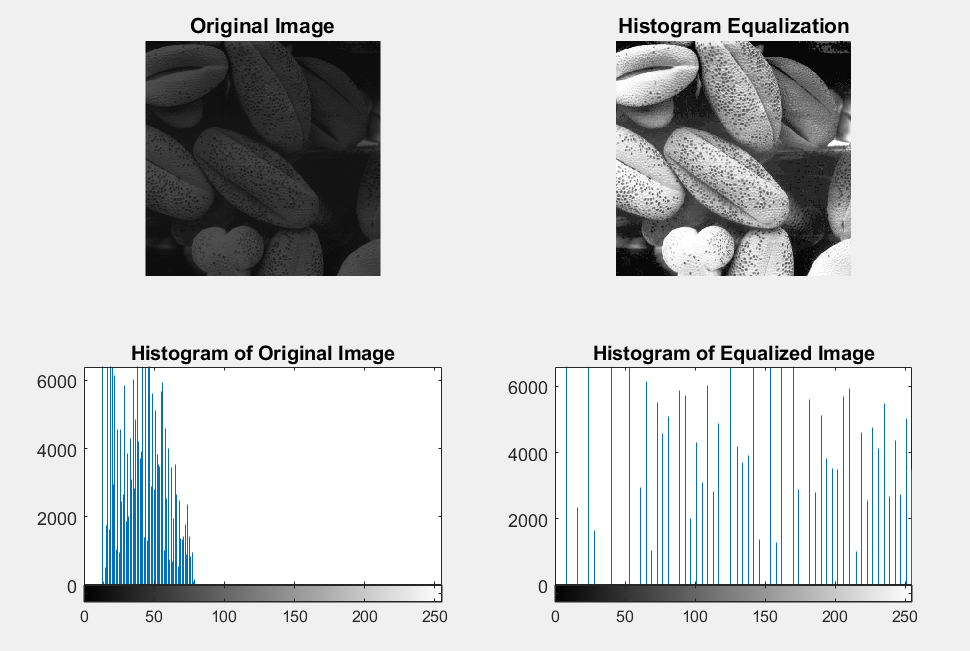 Original Image
Histogram Equalization
Histogram of Original Image
6000
4000
2000
0
0 50 100 150 200 250
Histogram of Equalized Image
6000
4000
2000
0
0 50 100 150 200 250